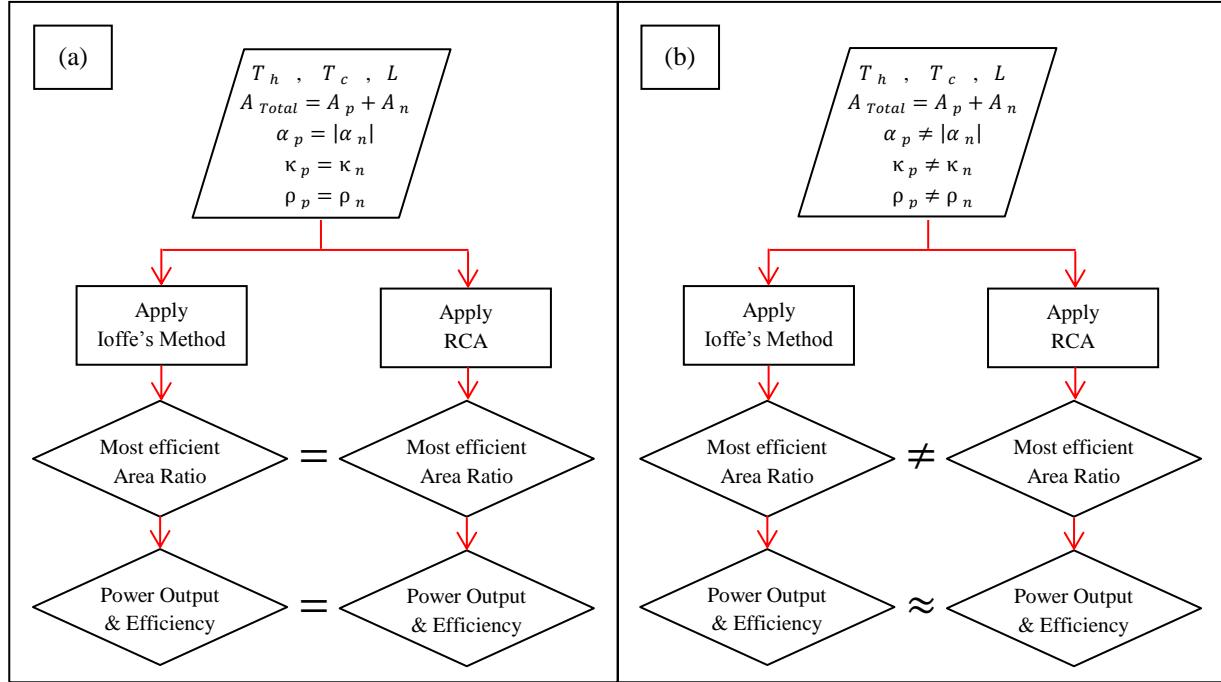 (a)
T h , T c , L
A Total = A p + A n
α p = |α n|
κ p = κ n
ρ p = ρ n
Apply
Ioffe's Method
Apply
RCA
Most efficient
Area Ratio
=
Most efficient
Area Ratio
Power Output
& Efficiency
=
Power Output
& Efficiency
(b)
T h , T c , L
A Total = A p + A n
α p ≠ |α n|
κ p ≠ κ n
ρ p ≠ ρ n
Apply
Ioffe's Method
Apply
RCA
Most efficient
Area Ratio
≠
Most efficient
Area Ratio
Power Output
& Efficiency
≈
Power Output
& Efficiency